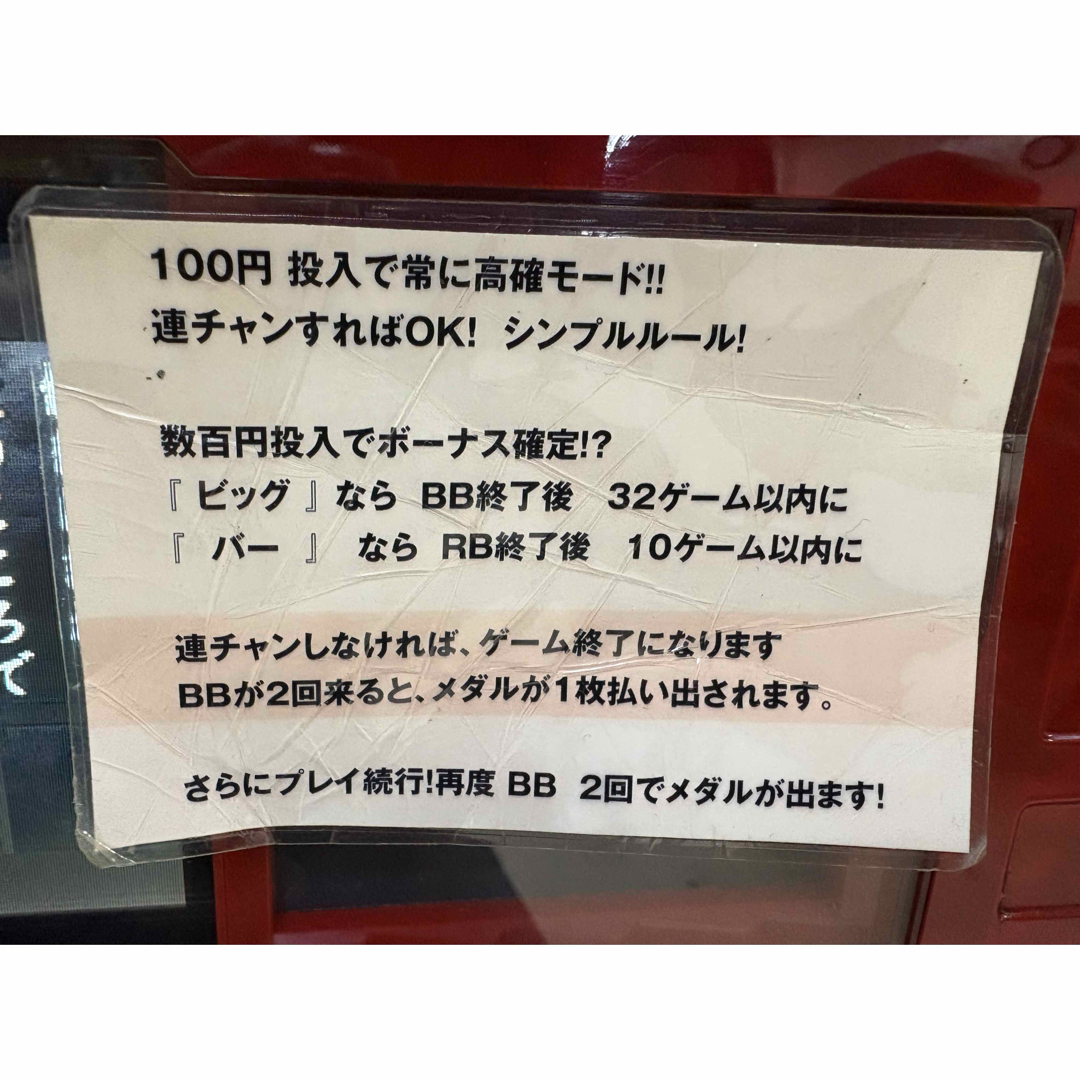 100円 投入で常に高確モード!!
連チャンすればOK! シンプルルール!
数百円投入でボーナス確定!?
『 ビッグ 』 なら BB終了後 32ゲーム以内に
『 バー 』 なら RB終了後 10ゲーム以内に
連チャンしなければ、ゲーム終了になります
BBが2回来ると、メダルが1枚払い出されます。
さらにプレイ続行!再度 BB 2回でメダルが出ます!